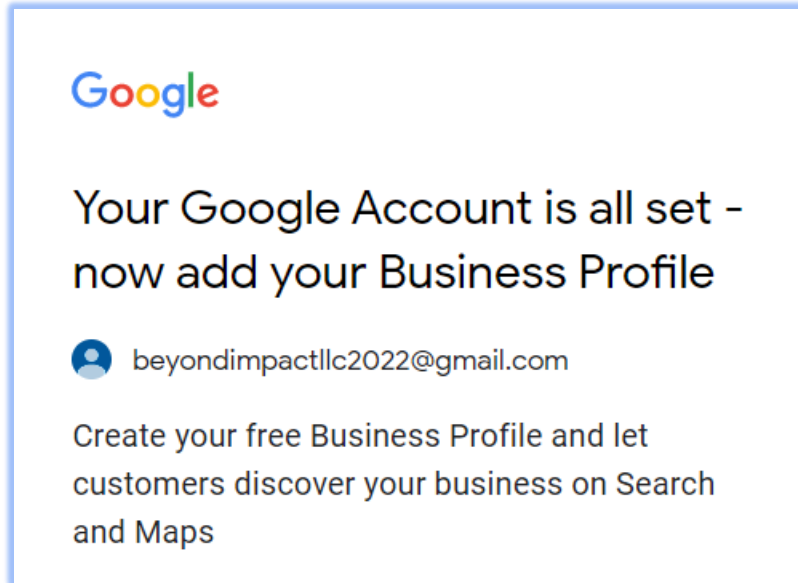 Google
Your Google Account is all set -
now add your Business Profile
beyondimpactllc2022@gmail.com
Create your free Business Profile and let
customers discover your business on Search
and Maps